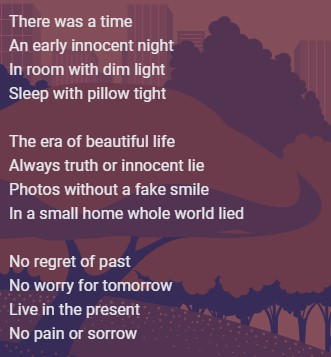 There was a time
An early innocent night
In room with dim light
Sleep with pillow tight

The era of beautiful life
Always truth or innocent lie
Photos without a fake smile
In a small home whole world lied

No regret of past
No worry for tomorrow
Live in the present
No pain or sorrow